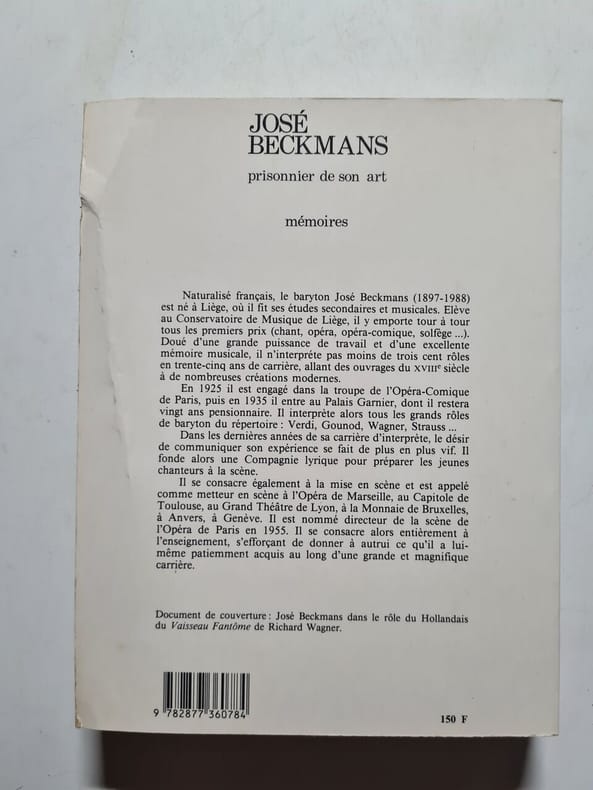 JOSÉ
BECKMANS
prisonnier de son art
mémoires
Naturalisé français, le baryton José Beckmans (1897-1988)
est né à Liège, où il fit ses études secondaires et musicales. Elève
au Conservatoire de Musique de Liège, il y emporte tour à tour
tous les premiers prix (chant, opéra, opéra-comique, solfège ...).
Doué d'une grande puissance de travail et d'une excellente
mémoire musicale, il n'interpréte pas moins de trois cent rôles
en trente-cinq ans de carrière, allant des ouvrages du XVIIIe siècle
à de nombreuses créations modernes.
En 1925 il est engagé dans la troupe de l'Opéra-Comique
de Paris, puis en 1935 il entre au Palais Garnier, dont il restera
vingt ans pensionnaire. Il interprète alors tous les grands rôles
de baryton du répertoire : Verdi, Gounod, Wagner, Strauss ...
Dans les dernières années de sa carrière d'interprète, le désir
de communiquer son expérience se fait de plus en plus vif. Il
fonde alors une Compagnie lyrique pour préparer les jeunes
chanteurs à la scène.
Il se consacre également à la mise en scène et est appelé
comme metteur en scène à l'Opéra de Marseille, au Capitole de
Toulouse, au Grand Théâtre de Lyon, à la Monnaie de Bruxelles,
à Anvers, à Genève. Il est nommé directeur de la scène de
l'Opéra de Paris en 1955. Il se consacre alors entièrement à
l'enseignement, s'efforçant de donner à autrui ce qu'il a lui-
même patiemment acquis au long d'une grande et magnifique
carrière.
Document de couverture : José Beckmans dans le rôle du Hollandais
du Vaisseau Fantôme de Richard Wagner.
9 782877 360784
150 F